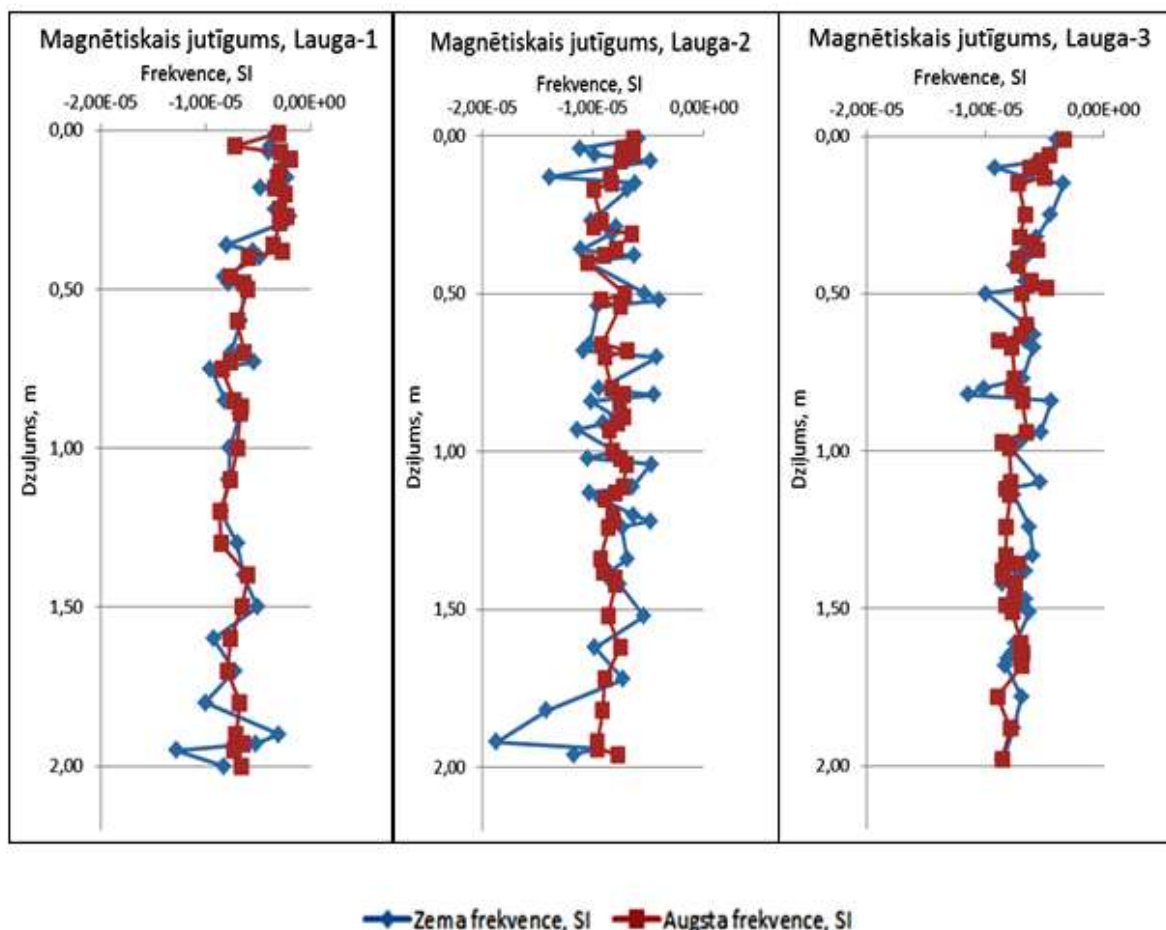 Magnētiskais jutīgums, Lauga-1
Frekvence, SI
-2,00E-05 -1,00E-05 0,00E+00
0,00
0,50
1,00
1,50
2,00
Dzuļums, m
Magnētiskais jutīgums, Lauga-2
Frekvence, SI
-2,00E-05 -1,00E-05 0,00E+00
0,00
0,50
1,00
1,50
2,00
Dziļums, m
Magnētiskais jutīgums, Lauga-3
Frekvence, SI
-2,00E-05 -1,00E-05 0,00E+00
0,00
0,50
1,00
1,50
2,00
Dziļums, m
Zema frekvence, SI Augsta frekvence, SI